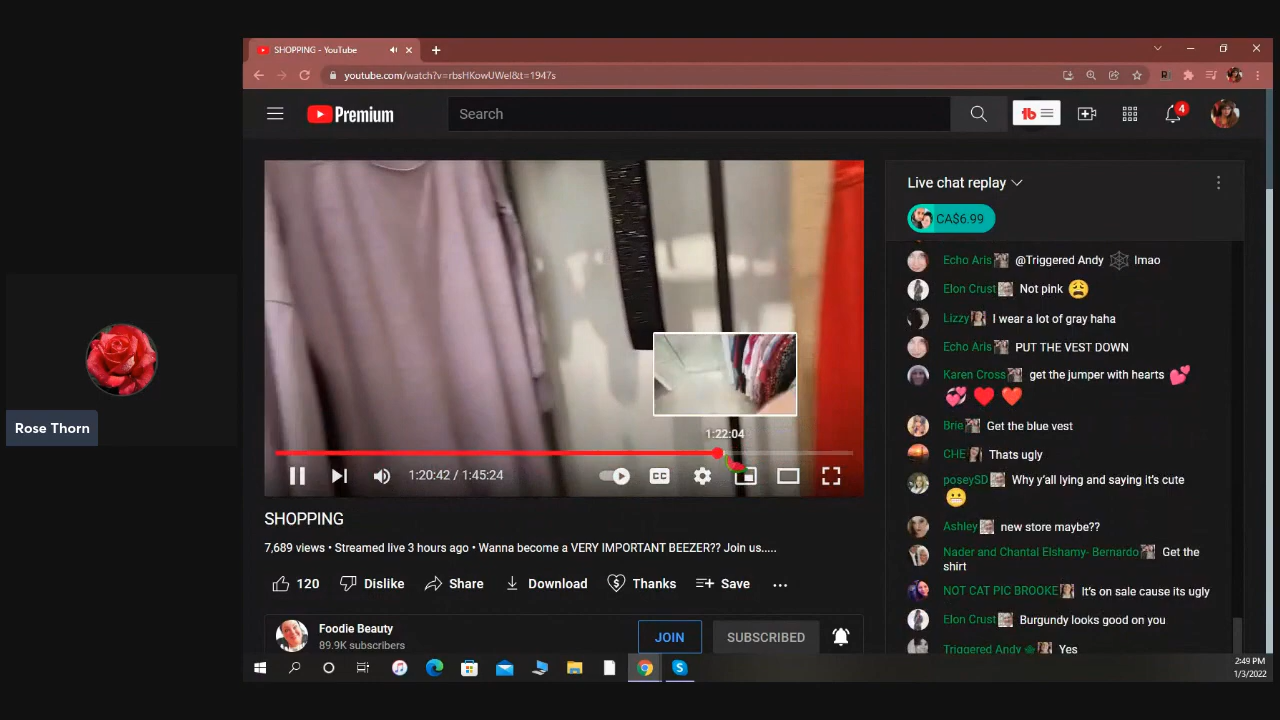 SHOPPING - YouTube
youtube.com/watch?v=rbsHKowUWeI&t=1947s
Premium
Search
4
Live chat replay
CA$6.99
Echo Aris @Triggered Andy lmao
Elon Crust Not pink
Lizzy I wear a lot of gray haha
Echo Aris PUT THE VEST DOWN
Karen Cross get the jumper with hearts
Brie Get the blue vest
CHE Thats ugly
poseySD Why y'all lying and saying it's cute
Ashley new store maybe??
Nader and Chantal Elshamy- Bernardo Get the
shirt
NOT CAT PIC BROOKE It's on sale cause its ugly
Elon Crust Burgundy looks good on you
Triggered Andy Yes
Rose Thorn
1:22:04
1:20:42 / 1:45:24
CC
SHOPPING
7,689 views • Streamed live 3 hours ago • Wanna become a VERY IMPORTANT BEEZER?? Join us.....
120 Dislike Share Download Thanks Save
Foodie Beauty
89.9K subscribers
JOIN SUBSCRIBED
2:49 PM
1/3/2022